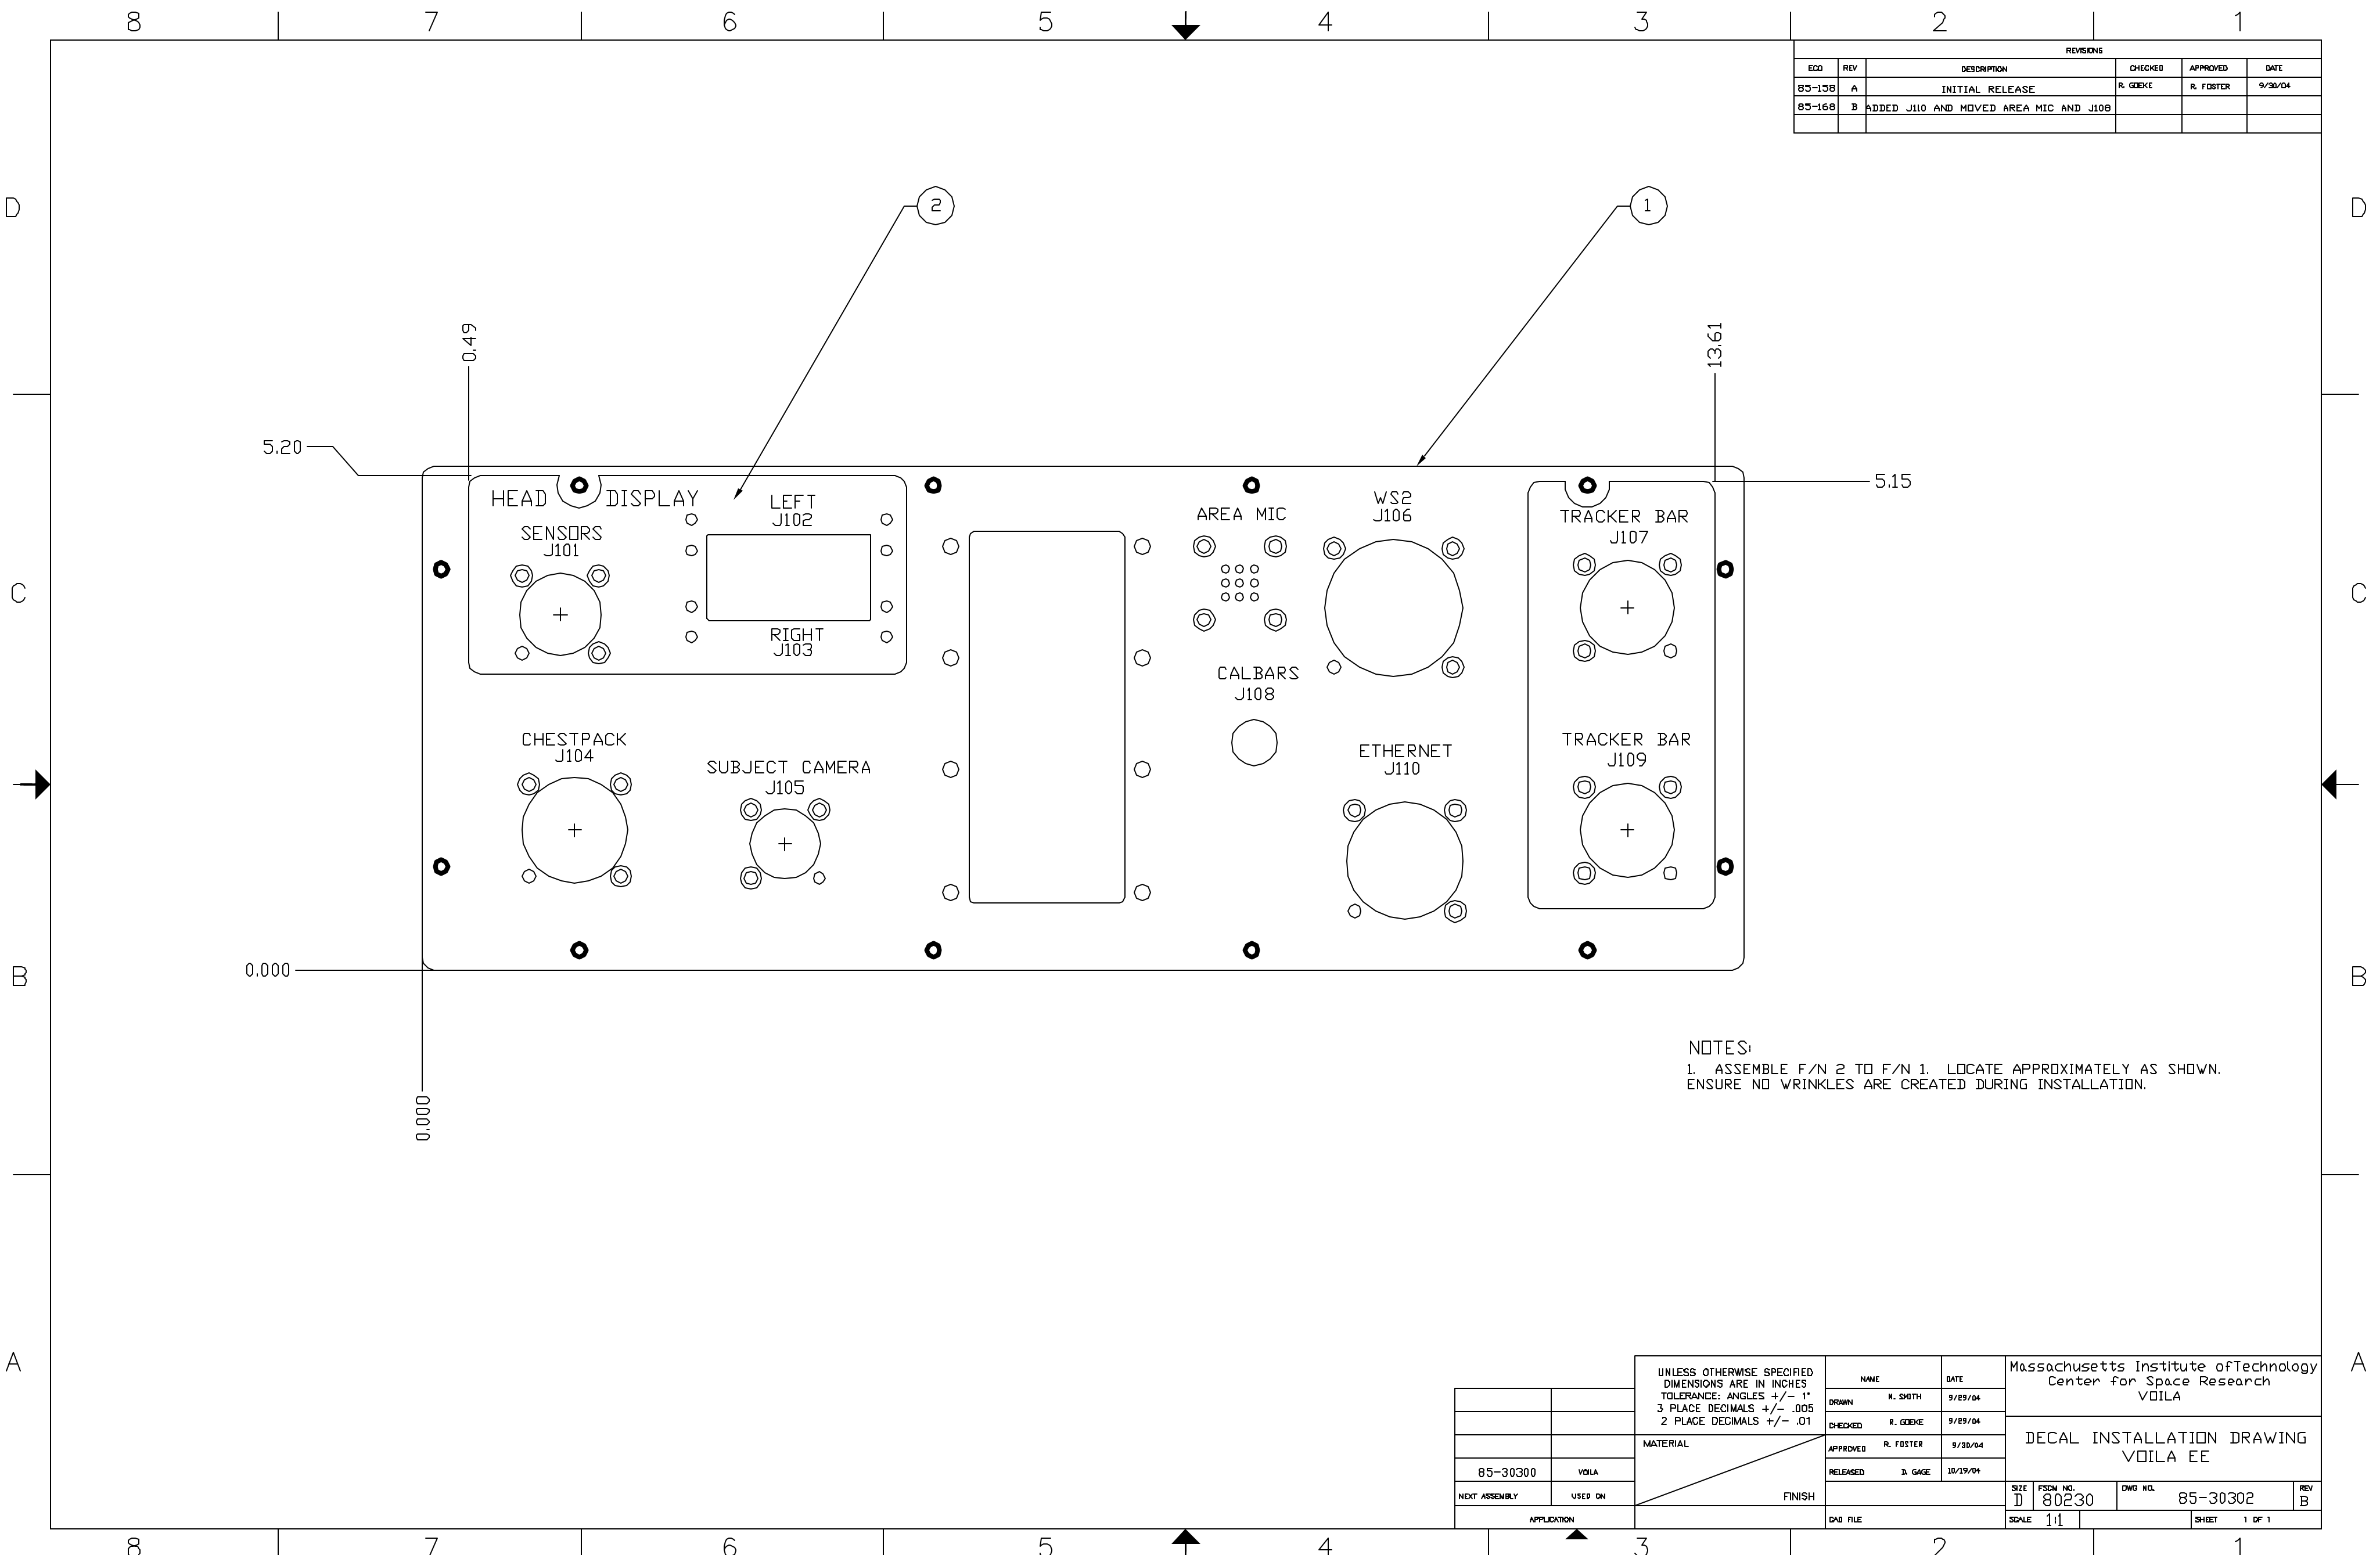 8 7 6 5 4 3 2 1
REVISIONS
ECO REV DESCRIPTION CHECKED APPROVED DATE
85-158 A INITIAL RELEASE R. GOEKE R. FOSTER 9/30/04
85-168 B ADDED J110 AND MOVED AREA MIC AND J108
D D
2 1
0.49 13.61
5.20 5.15
HEAD DISPLAY
LEFT
J102
SENSORS
J101
RIGHT
J103
AREA MIC
WS2
J106
TRACKER BAR
J107
C C
CALBARS
J108
CHESTPACK
J104
SUBJECT CAMERA
J105
ETHERNET
J110
TRACKER BAR
J109
0.000
B B
0.000
NOTES:
1. ASSEMBLE F/N 2 TO F/N 1. LOCATE APPROXIMATELY AS SHOWN.
ENSURE NO WRINKLES ARE CREATED DURING INSTALLATION.
A A
UNLESS OTHERWISE SPECIFIED
DIMENSIONS ARE IN INCHES
TOLERANCE: ANGLES +/- 1°
3 PLACE DECIMALS +/- .005
2 PLACE DECIMALS +/- .01
MATERIAL
FINISH
85-30300 VOILA
NEXT ASSEMBLY USED ON
APPLICATION
NAME DATE
DRAWN N. SMITH 9/29/04
CHECKED R. GOEKE 9/29/04
APPROVED R. FOSTER 9/30/04
RELEASED D. GAGE 10/19/04
CAD FILE
Massachusetts Institute ofTechnology
Center for Space Research
VOILA
DECAL INSTALLATION DRAWING
VOILA EE
SIZE D FSCM NO. 80230 DWG NO. 85-30302 REV B
SCALE 1:1 SHEET 1 OF 1
8 7 6 5 4 3 2 1